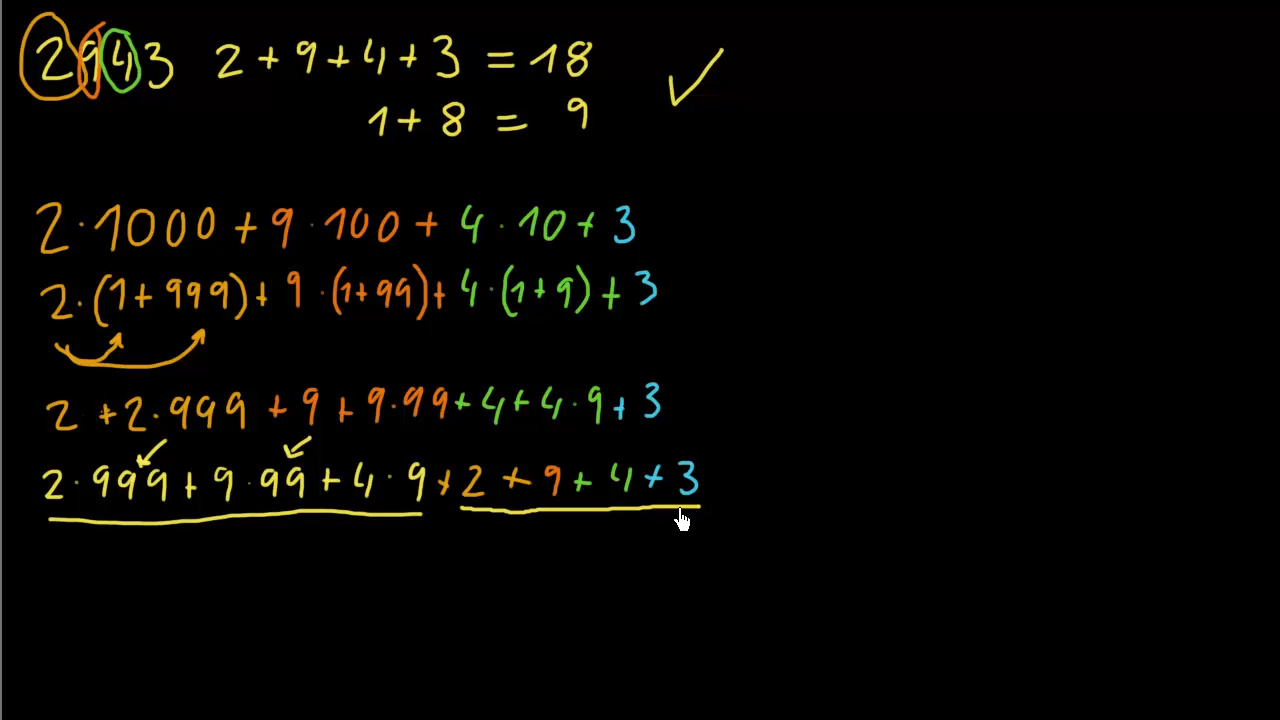 2943 2 + 9 + 4 + 3 = 18 ✓
1 + 8 = 9
2 · 1000 + 9 · 100 + 4 · 10 + 3
2 · (1 + 999) + 9 · (1 + 99) + 4 · (1 + 9) + 3
2 + 2 · 999 + 9 + 9 · 99 + 4 + 4 · 9 + 3
2 · 999 + 9 · 99 + 4 · 9 + 2 + 9 + 4 + 3